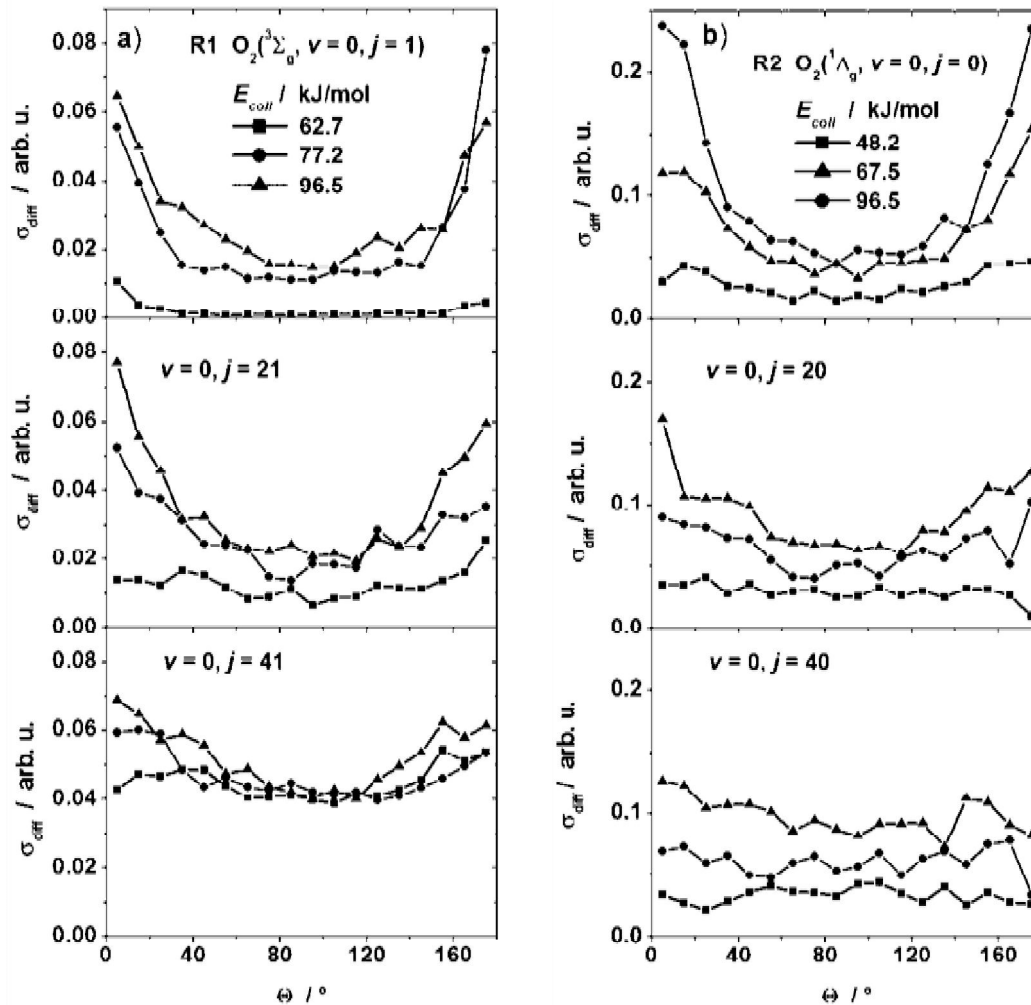 a)
R1 O₂(³Σg, v = 0, j = 1)
E_coll / kJ/mol
62.7
77.2
96.5
σdiff / arb. u.
0.08
0.06
0.04
0.02
0.00
v = 0, j = 21
σdiff / arb. u.
0.08
0.06
0.04
0.02
0.00
v = 0, j = 41
σdiff / arb. u.
0.08
0.06
0.04
0.02
0.00
0 40 80 120 160
Θ / º
b)
R2 O₂(¹Λg, v = 0, j = 0)
E_coll / kJ/mol
48.2
67.5
96.5
σdiff / arb. u.
0.2
0.1
0.0
v = 0, j = 20
σdiff / arb. u.
0.2
0.1
0.0
v = 0, j = 40
σdiff / arb. u.
0.2
0.1
0.0
0 40 80 120 160
Θ / º